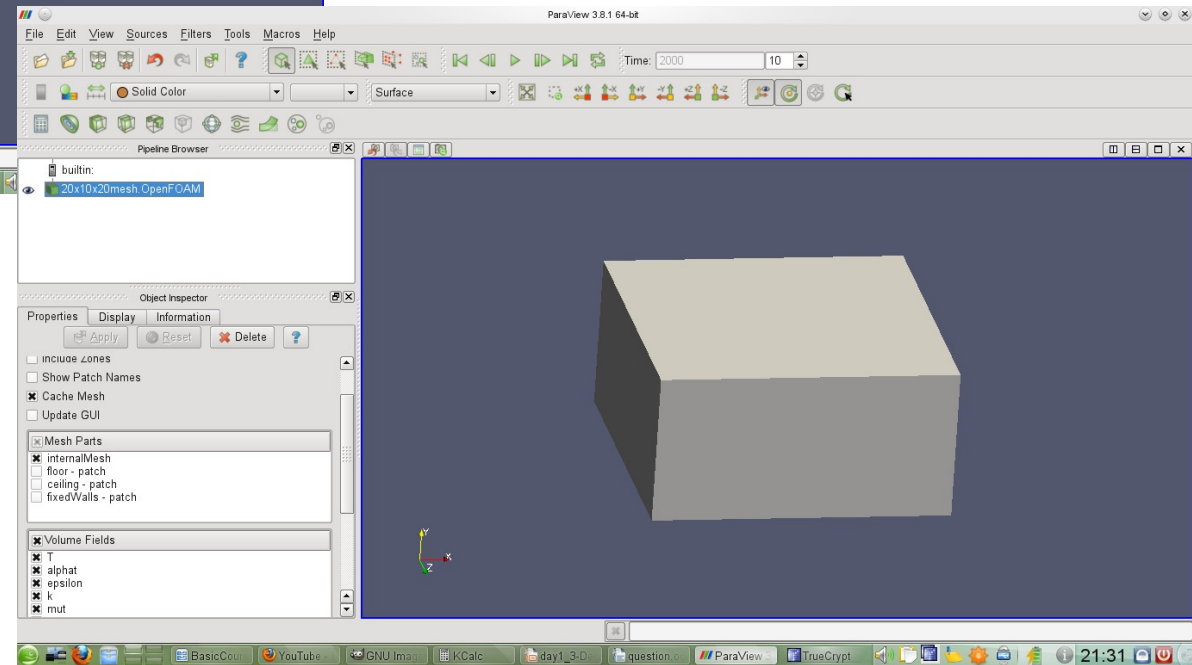 ParaView 3.8.1 64-bit
File Edit View Sources Filters Tools Macros Help
Time: 2000 10
Solid Color Surface
+X -X +Y -Y +Z -Z
Pipeline Browser
builtin:
20x10x20mesh.OpenFOAM
Object Inspector
Properties Display Information
Apply Reset Delete ?
Include Zones
Show Patch Names
Cache Mesh
Update GUI
Mesh Parts
internalMesh
floor - patch
ceiling - patch
fixedWalls - patch
Volume Fields
T
alphat
epsilon
k
mut
Y
X
Z
BasicCour YouTube - GNU Imag KCalc day1_3-D question.o ParaView TrueCrypt 21:31